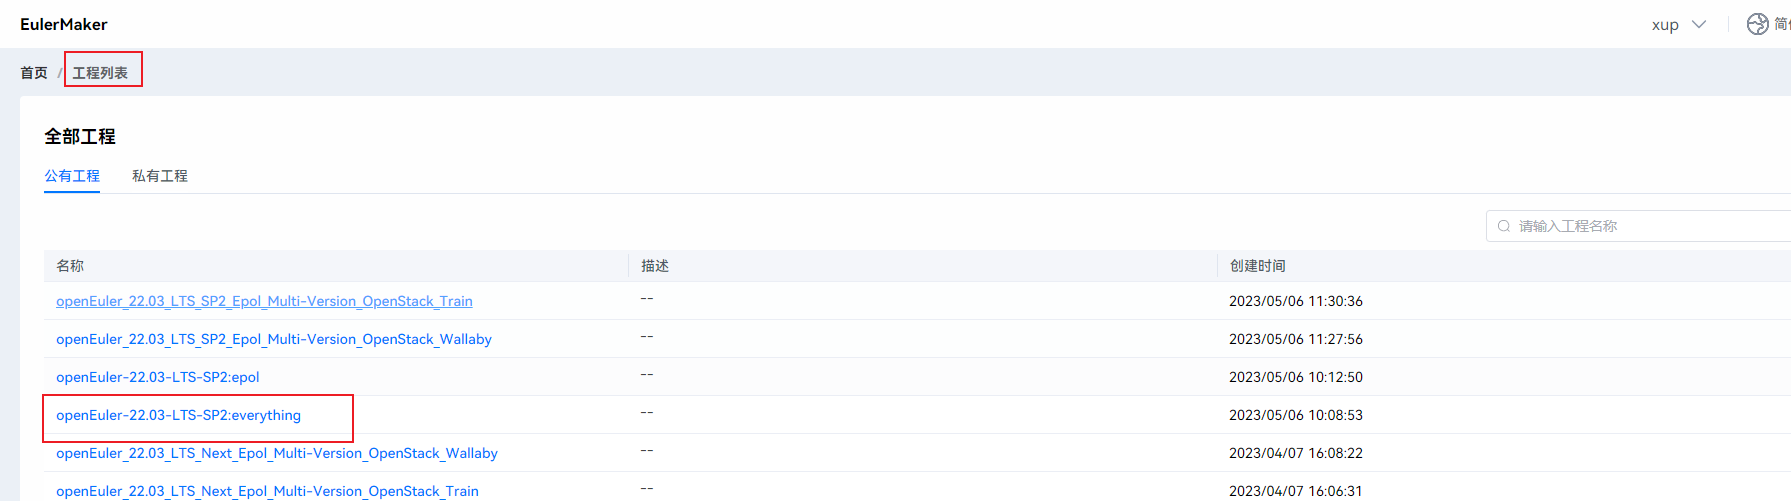 EulerMaker
xup 简
首页 / 工程列表
全部工程
公有工程 私有工程
请输入工程名称
名称 描述 创建时间
openEuler_22.03_LTS_SP2_Epol_Multi-Version_OpenStack_Train -- 2023/05/06 11:30:36
openEuler_22.03_LTS_SP2_Epol_Multi-Version_OpenStack_Wallaby -- 2023/05/06 11:27:56
openEuler-22.03-LTS-SP2:epol -- 2023/05/06 10:12:50
openEuler-22.03-LTS-SP2:everything -- 2023/05/06 10:08:53
openEuler_22.03_LTS_Next_Epol_Multi-Version_OpenStack_Wallaby -- 2023/04/07 16:08:22
openEuler_22.03_LTS_Next_Epol_Multi-Version_OpenStack_Train -- 2023/04/07 16:06:31